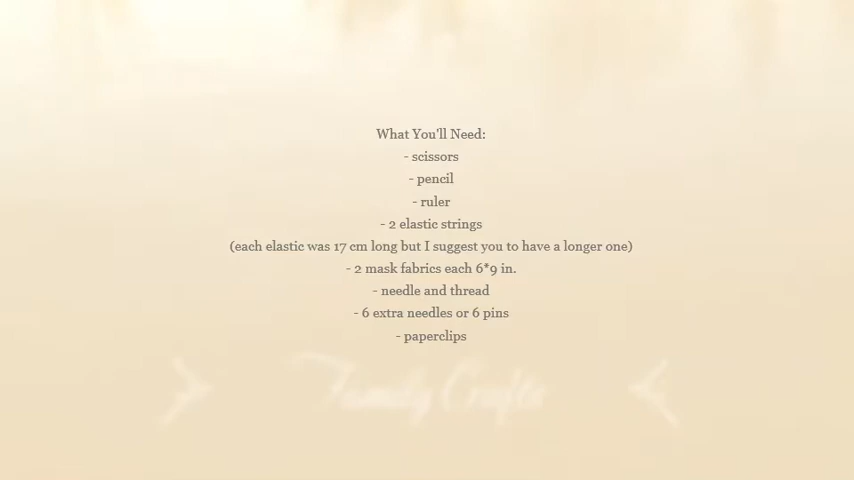 What You'll Need:
- scissors
- pencil
- ruler
- 2 elastic strings
(each elastic was 17 cm long but I suggest you to have a longer one)
- 2 mask fabrics each 6*9 in.
- needle and thread
- 6 extra needles or 6 pins
- paperclips
Family Crafts